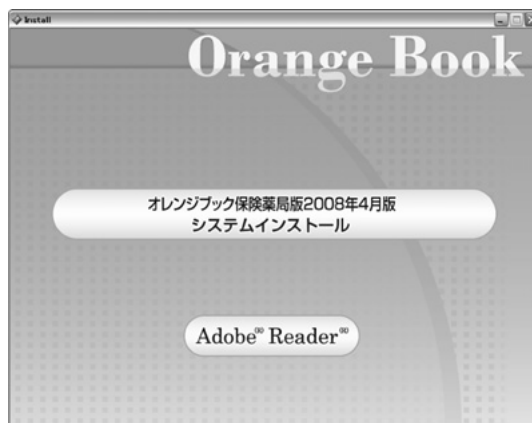 Install
Orange Book
オレンジブック保険薬局版2008年4月版
システムインストール
Adobe® Reader®